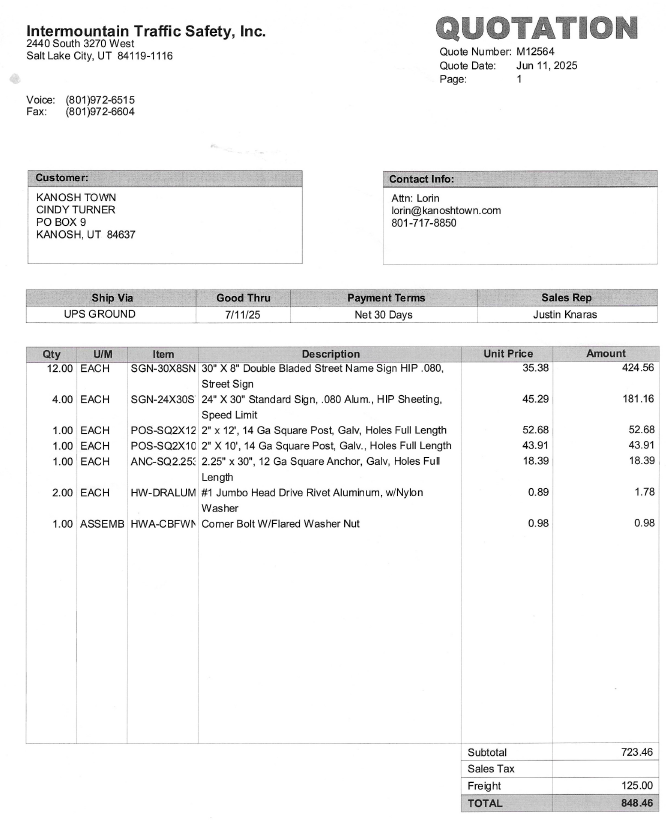 Intermountain Traffic Safety, Inc.
2440 South 3270 West
Salt Lake City, UT 84119-1116
Voice: (801)972-6515
Fax: (801)972-6604
QUOTATION
Quote Number: M12564
Quote Date: Jun 11, 2025
Page: 1
Customer:
KANOSH TOWN
CINDY TURNER
PO BOX 9
KANOSH, UT 84637
Contact Info:
Attn: Lorin
lorin@kanoshtown.com
801-717-8850
Ship Via Good Thru Payment Terms Sales Rep
UPS GROUND 7/11/25 Net 30 Days Justin Knaras
Qty U/M Item Description Unit Price Amount
12.00 EACH SGN-30X8SN 30" X 8" Double Bladed Street Name Sign HIP .080, 35.38 424.56
Street Sign
4.00 EACH SGN-24X30S 24" X 30" Standard Sign, .080 Alum., HIP Sheeting, 45.29 181.16
Speed Limit
1.00 EACH POS-SQ2X12 2" x 12', 14 Ga Square Post, Galv, Holes Full Length 52.68 52.68
1.00 EACH POS-SQ2X10 2" X 10', 14 Ga Square Post, Galv., Holes Full Length 43.91 43.91
1.00 EACH ANC-SQ2.25 2.25" x 30", 12 Ga Square Anchor, Galv, Holes Full 18.39 18.39
Length
2.00 EACH HW-DRALUM #1 Jumbo Head Drive Rivet Aluminum, w/Nylon 0.89 1.78
Washer
1.00 ASSEMB HWA-CBFWN Corner Bolt W/Flared Washer Nut 0.98 0.98
Subtotal 723.46
Sales Tax
Freight 125.00
TOTAL 848.46